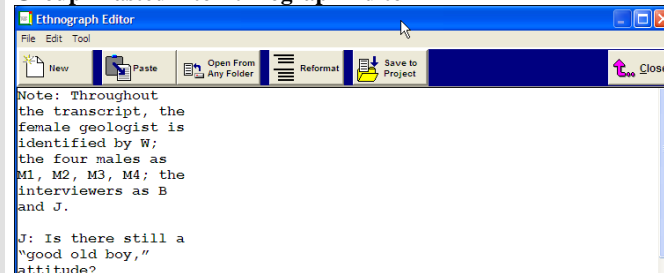 Ethnograph Editor
File Edit Tool
New Paste Open From Any Folder Reformat Save to Project Close
Note: Throughout
the transcript, the
female geologist is
identified by W;
the four males as
M1, M2, M3, M4; the
interviewers as B
and J.
J: Is there still a
“good old boy,”
attitude?